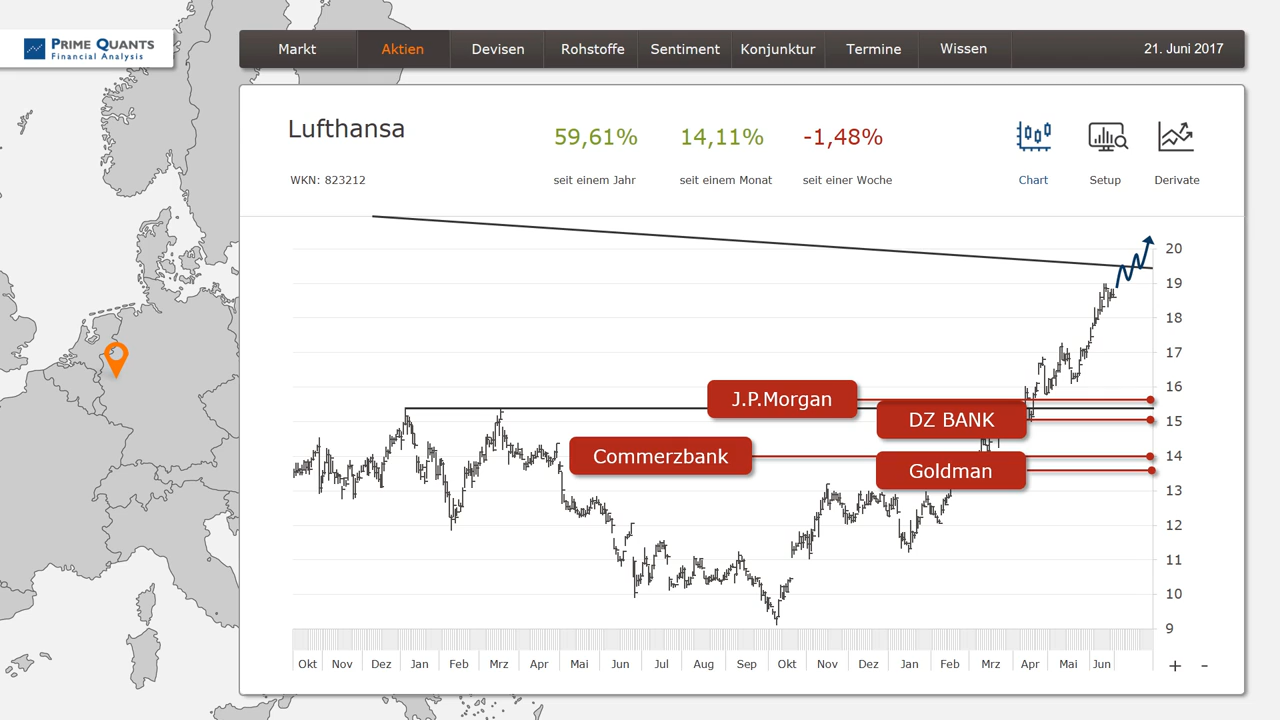 PRIME QUANTS
Financial Analysis
Markt Aktien Devisen Rohstoffe Sentiment Konjunktur Termine Wissen 21. Juni 2017
Lufthansa 59,61% 14,11% -1,48%
WKN: 823212 seit einem Jahr seit einem Monat seit einer Woche Chart Setup Derivate
20
19
18
17
16
J.P.Morgan
DZ BANK 15
Commerzbank 14
Goldman
13
12
11
10
9
Okt Nov Dez Jan Feb Mrz Apr Mai Jun Jul Aug Sep Okt Nov Dez Jan Feb Mrz Apr Mai Jun + -